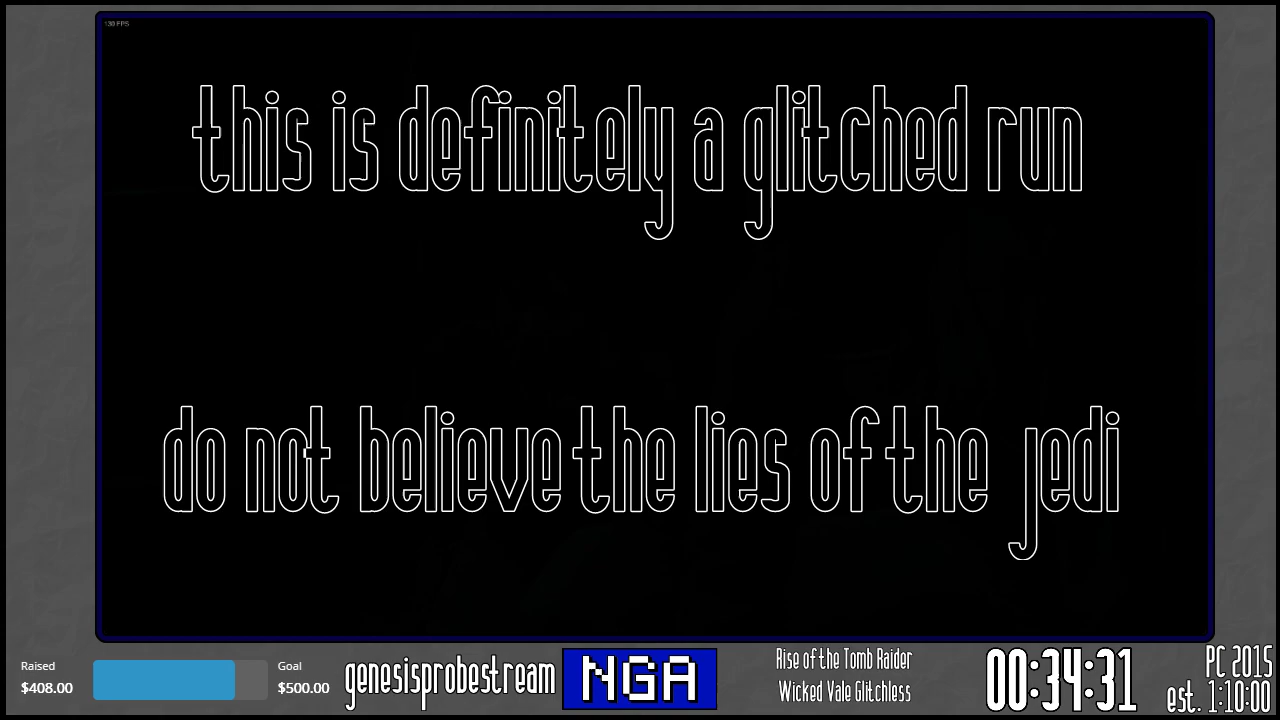 130 FPS
this is definitely a glitched run
do not believe the lies of the jedi
Raised
$408.00
Goal
$500.00
genesisprobestream
NGA
Rise of the Tomb Raider
Wicked Vale Glitchless
00:34:31
PC 2015
est. 1:10:00